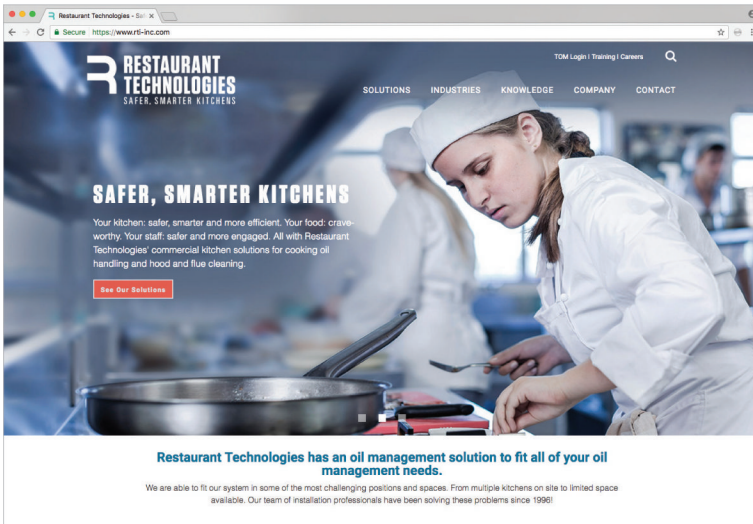 Restaurant Technologies - Saf
Secure | https://www.rti-inc.com
RESTAURANT
TECHNOLOGIES
SAFER, SMARTER KITCHENS
TOM Login | Training | Careers
SOLUTIONS INDUSTRIES KNOWLEDGE COMPANY CONTACT
SAFER, SMARTER KITCHENS
Your kitchen: safer, smarter and more efficient. Your food: crave-
worthy. Your staff: safer and more engaged. All with Restaurant
Technologies' commercial kitchen solutions for cooking oil
handling and hood and flue cleaning.
See Our Solutions
Restaurant Technologies has an oil management solution to fit all of your oil
management needs.
We are able to fit our system in some of the most challenging positions and spaces. From multiple kitchens on site to limited space
available. Our team of installation professionals have been solving these problems since 1996!